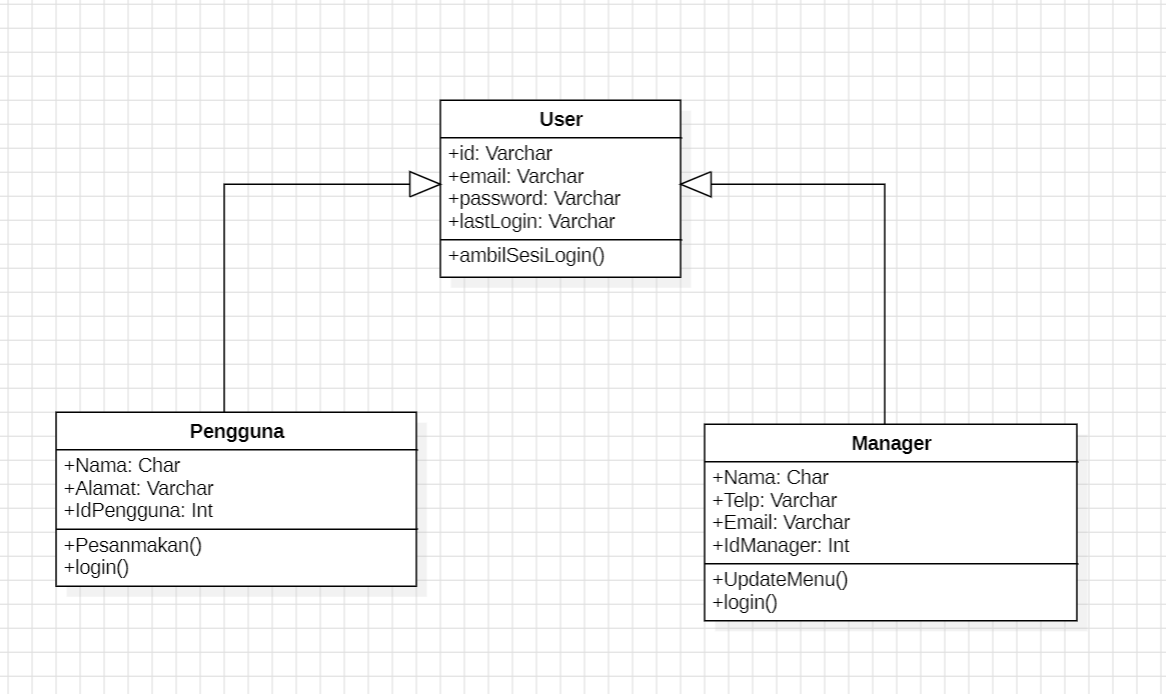 User
+id: Varchar
+email: Varchar
+password: Varchar
+lastLogin: Varchar
+ambilSesiLogin()
Pengguna
+Nama: Char
+Alamat: Varchar
+IdPengguna: Int
+Pesanmakan()
+login()
Manager
+Nama: Char
+Telp: Varchar
+Email: Varchar
+IdManager: Int
+UpdateMenu()
+login()